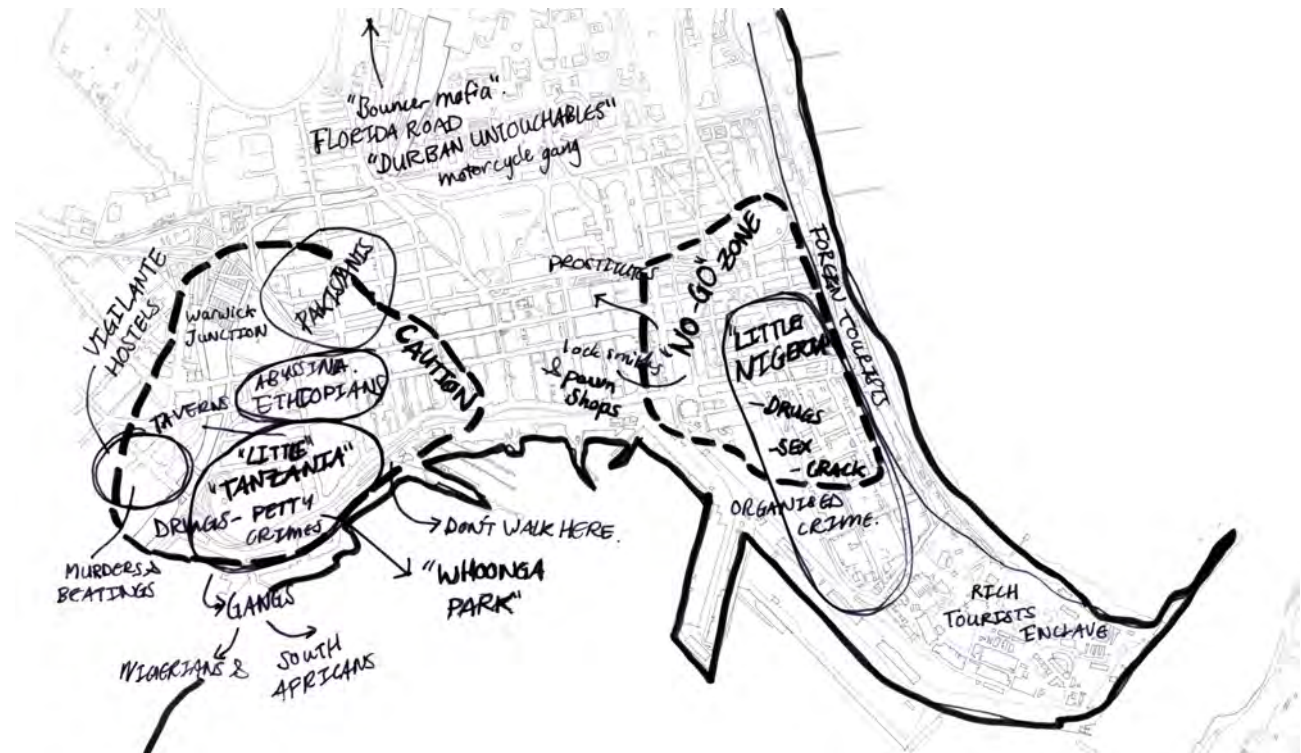 "Bouncer mafia".
FLORIDA ROAD
"DURBAN UNTOUCHABLES"
motorcycle gang
VIGILANTE
HOSTELS
Warwick
JUNCTION
PAKISTANIS
CAUTION
ABYSSINA.
ETHIOPIANS
TAVERNS
"LITTLE"
"TANZANIA"
DRUGS - PETTY
CRIMES
MURDERS &
BEATINGS
GANGS
NIGERIANS &
SOUTH
AFRICANS
DON'T WALK HERE.
"WHOONGA
PARK"
PROSTITUTES
locksmiths
& pawn
shops
"NO-GO" ZONE
"LITTLE
NIGERIA"
- DRUGS
- SEX
- CRACK
ORGANISED
CRIME.
FOREGN TOURISTS
RICH
TOURISTS
ENCLAVE